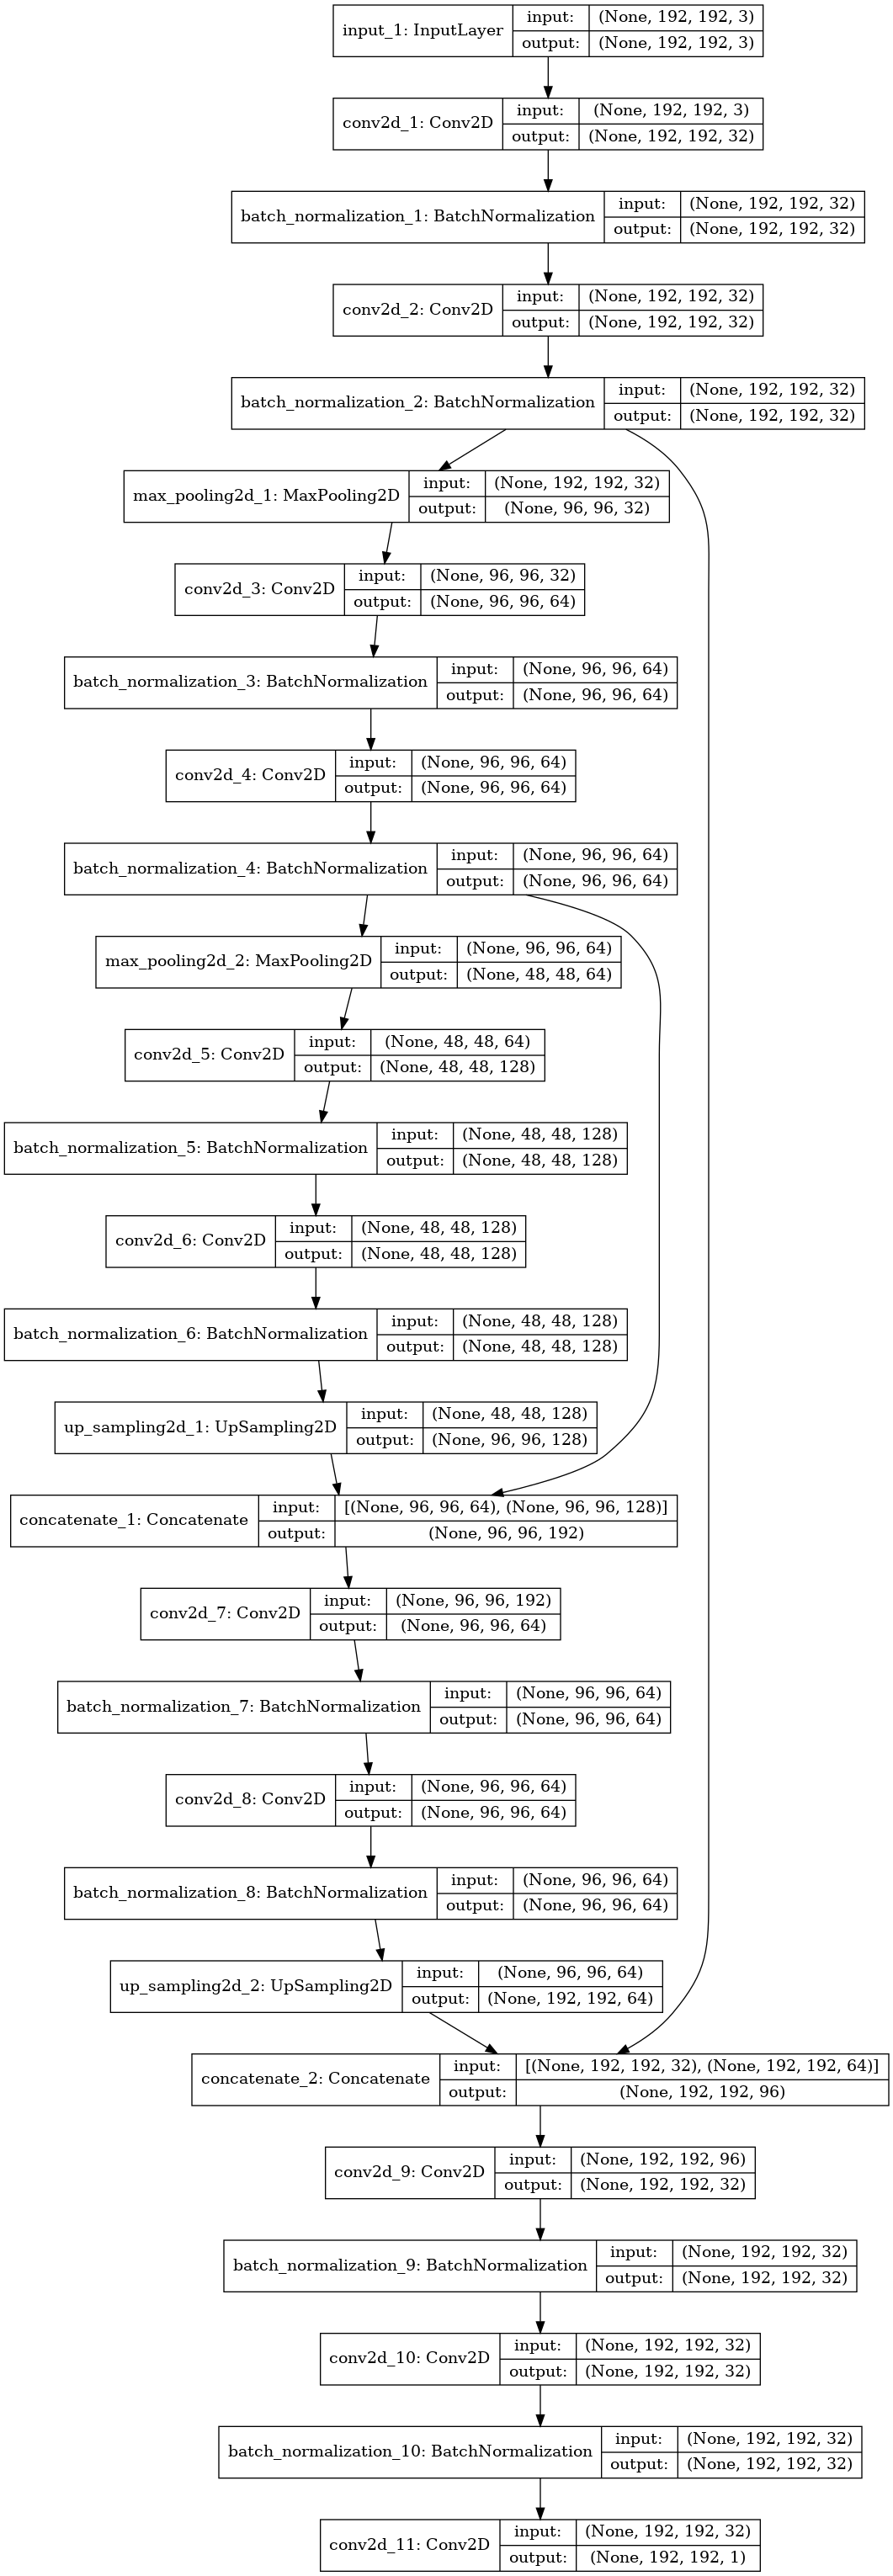 input_1: InputLayer
input: (None, 192, 192, 3)
output: (None, 192, 192, 3)
conv2d_1: Conv2D
input: (None, 192, 192, 3)
output: (None, 192, 192, 32)
batch_normalization_1: BatchNormalization
input: (None, 192, 192, 32)
output: (None, 192, 192, 32)
conv2d_2: Conv2D
input: (None, 192, 192, 32)
output: (None, 192, 192, 32)
batch_normalization_2: BatchNormalization
input: (None, 192, 192, 32)
output: (None, 192, 192, 32)
max_pooling2d_1: MaxPooling2D
input: (None, 192, 192, 32)
output: (None, 96, 96, 32)
conv2d_3: Conv2D
input: (None, 96, 96, 32)
output: (None, 96, 96, 64)
batch_normalization_3: BatchNormalization
input: (None, 96, 96, 64)
output: (None, 96, 96, 64)
conv2d_4: Conv2D
input: (None, 96, 96, 64)
output: (None, 96, 96, 64)
batch_normalization_4: BatchNormalization
input: (None, 96, 96, 64)
output: (None, 96, 96, 64)
max_pooling2d_2: MaxPooling2D
input: (None, 96, 96, 64)
output: (None, 48, 48, 64)
conv2d_5: Conv2D
input: (None, 48, 48, 64)
output: (None, 48, 48, 128)
batch_normalization_5: BatchNormalization
input: (None, 48, 48, 128)
output: (None, 48, 48, 128)
conv2d_6: Conv2D
input: (None, 48, 48, 128)
output: (None, 48, 48, 128)
batch_normalization_6: BatchNormalization
input: (None, 48, 48, 128)
output: (None, 48, 48, 128)
up_sampling2d_1: UpSampling2D
input: (None, 48, 48, 128)
output: (None, 96, 96, 128)
concatenate_1: Concatenate
input: [(None, 96, 96, 64), (None, 96, 96, 128)]
output: (None, 96, 96, 192)
conv2d_7: Conv2D
input: (None, 96, 96, 192)
output: (None, 96, 96, 64)
batch_normalization_7: BatchNormalization
input: (None, 96, 96, 64)
output: (None, 96, 96, 64)
conv2d_8: Conv2D
input: (None, 96, 96, 64)
output: (None, 96, 96, 64)
batch_normalization_8: BatchNormalization
input: (None, 96, 96, 64)
output: (None, 96, 96, 64)
up_sampling2d_2: UpSampling2D
input: (None, 96, 96, 64)
output: (None, 192, 192, 64)
concatenate_2: Concatenate
input: [(None, 192, 192, 32), (None, 192, 192, 64)]
output: (None, 192, 192, 96)
conv2d_9: Conv2D
input: (None, 192, 192, 96)
output: (None, 192, 192, 32)
batch_normalization_9: BatchNormalization
input: (None, 192, 192, 32)
output: (None, 192, 192, 32)
conv2d_10: Conv2D
input: (None, 192, 192, 32)
output: (None, 192, 192, 32)
batch_normalization_10: BatchNormalization
input: (None, 192, 192, 32)
output: (None, 192, 192, 32)
conv2d_11: Conv2D
input: (None, 192, 192, 32)
output: (None, 192, 192, 1)